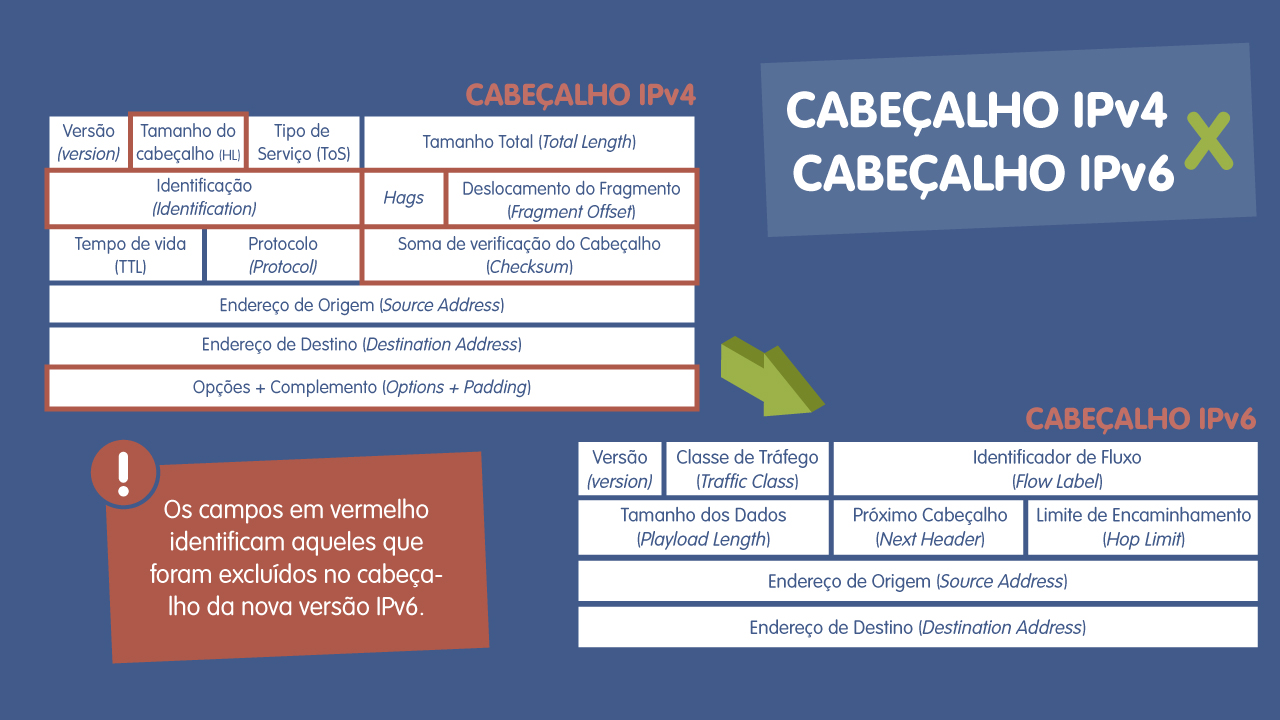 CABEÇALHO IPv4
CABEÇALHO IPv6
X
CABEÇALHO IPv4
Versão
(version)
Tamanho do
cabeçalho (HL)
Tipo de
Serviço (ToS)
Tamanho Total (Total Length)
Identificação
(Identification)
Hags
Deslocamento do Fragmento
(Fragment Offset)
Tempo de vida
(TTL)
Protocolo
(Protocol)
Soma de verificação do Cabeçalho
(Checksum)
Endereço de Origem (Source Address)
Endereço de Destino (Destination Address)
Opções + Complemento (Options + Padding)
!
Os campos em vermelho
identificam aqueles que
foram excluídos no cabeça-
lho da nova versão IPv6.
CABEÇALHO IPv6
Versão
(version)
Classe de Tráfego
(Traffic Class)
Identificador de Fluxo
(Flow Label)
Tamanho dos Dados
(Playload Length)
Próximo Cabeçalho
(Next Header)
Limite de Encaminhamento
(Hop Limit)
Endereço de Origem (Source Address)
Endereço de Destino (Destination Address)